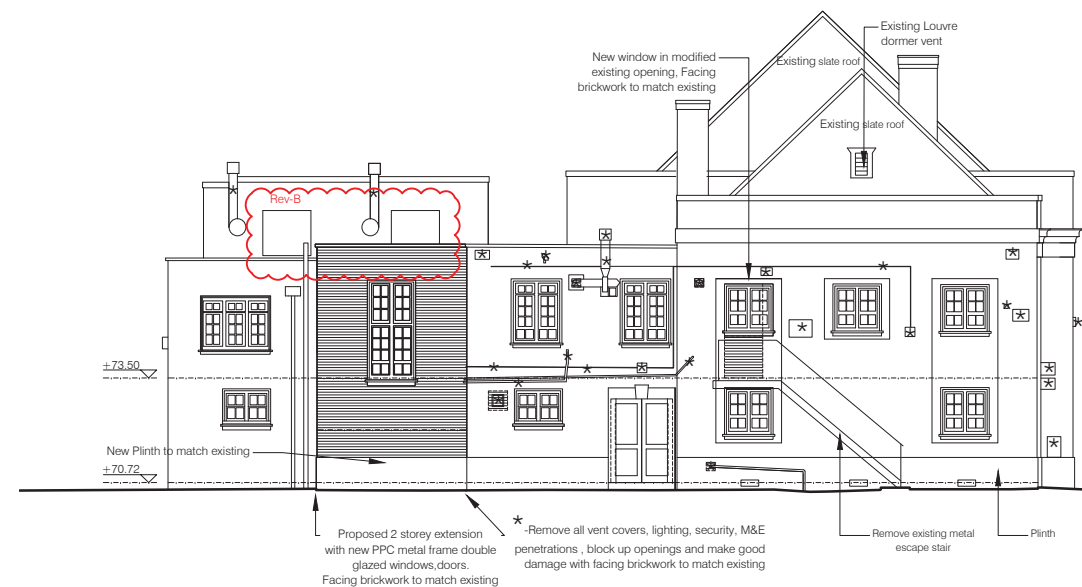 Existing Louvre
dormer vent
New window in modified
existing opening, Facing
brickwork to match existing
Existing slate roof
Existing slate roof
Rev-B
+73.50
New Plinth to match existing
+70.72
Proposed 2 storey extension
with new PPC metal frame double
glazed windows,doors.
Facing brickwork to match existing
* -Remove all vent covers, lighting, security, M&E
penetrations , block up openings and make good
damage with facing brickwork to match existing
Remove existing metal
escape stair
Plinth